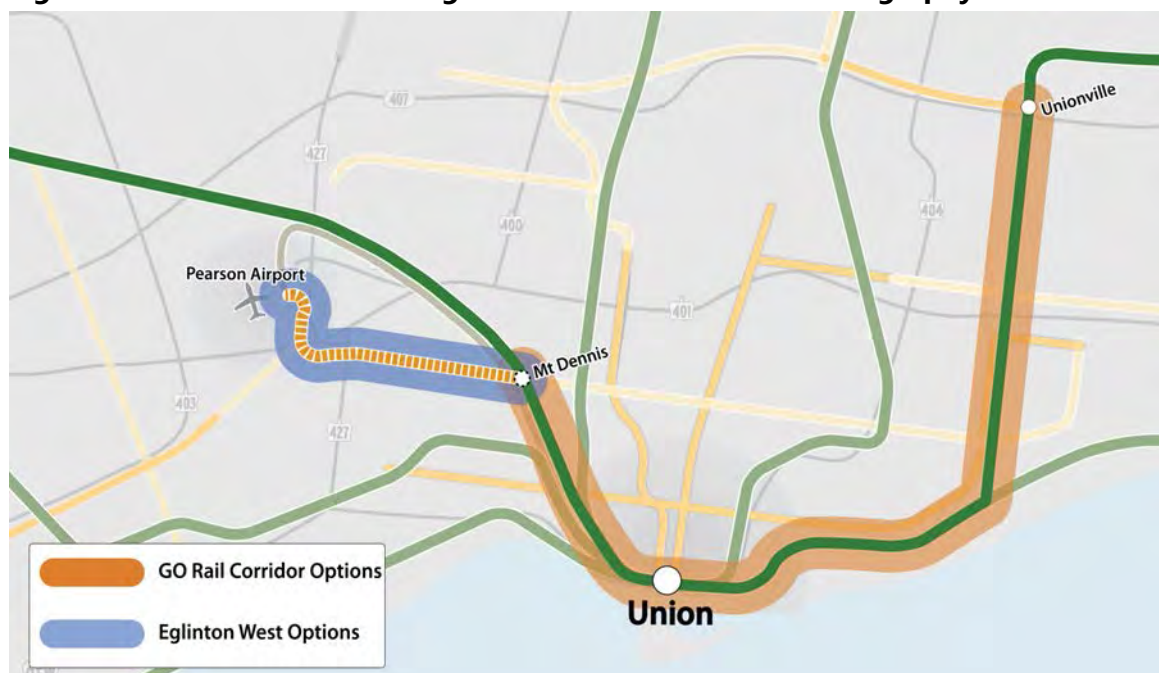 407
427
400
404
Unionville
Pearson Airport
401
Mt Dennis
403
427
GO Rail Corridor Options
Union
Eglinton West Options